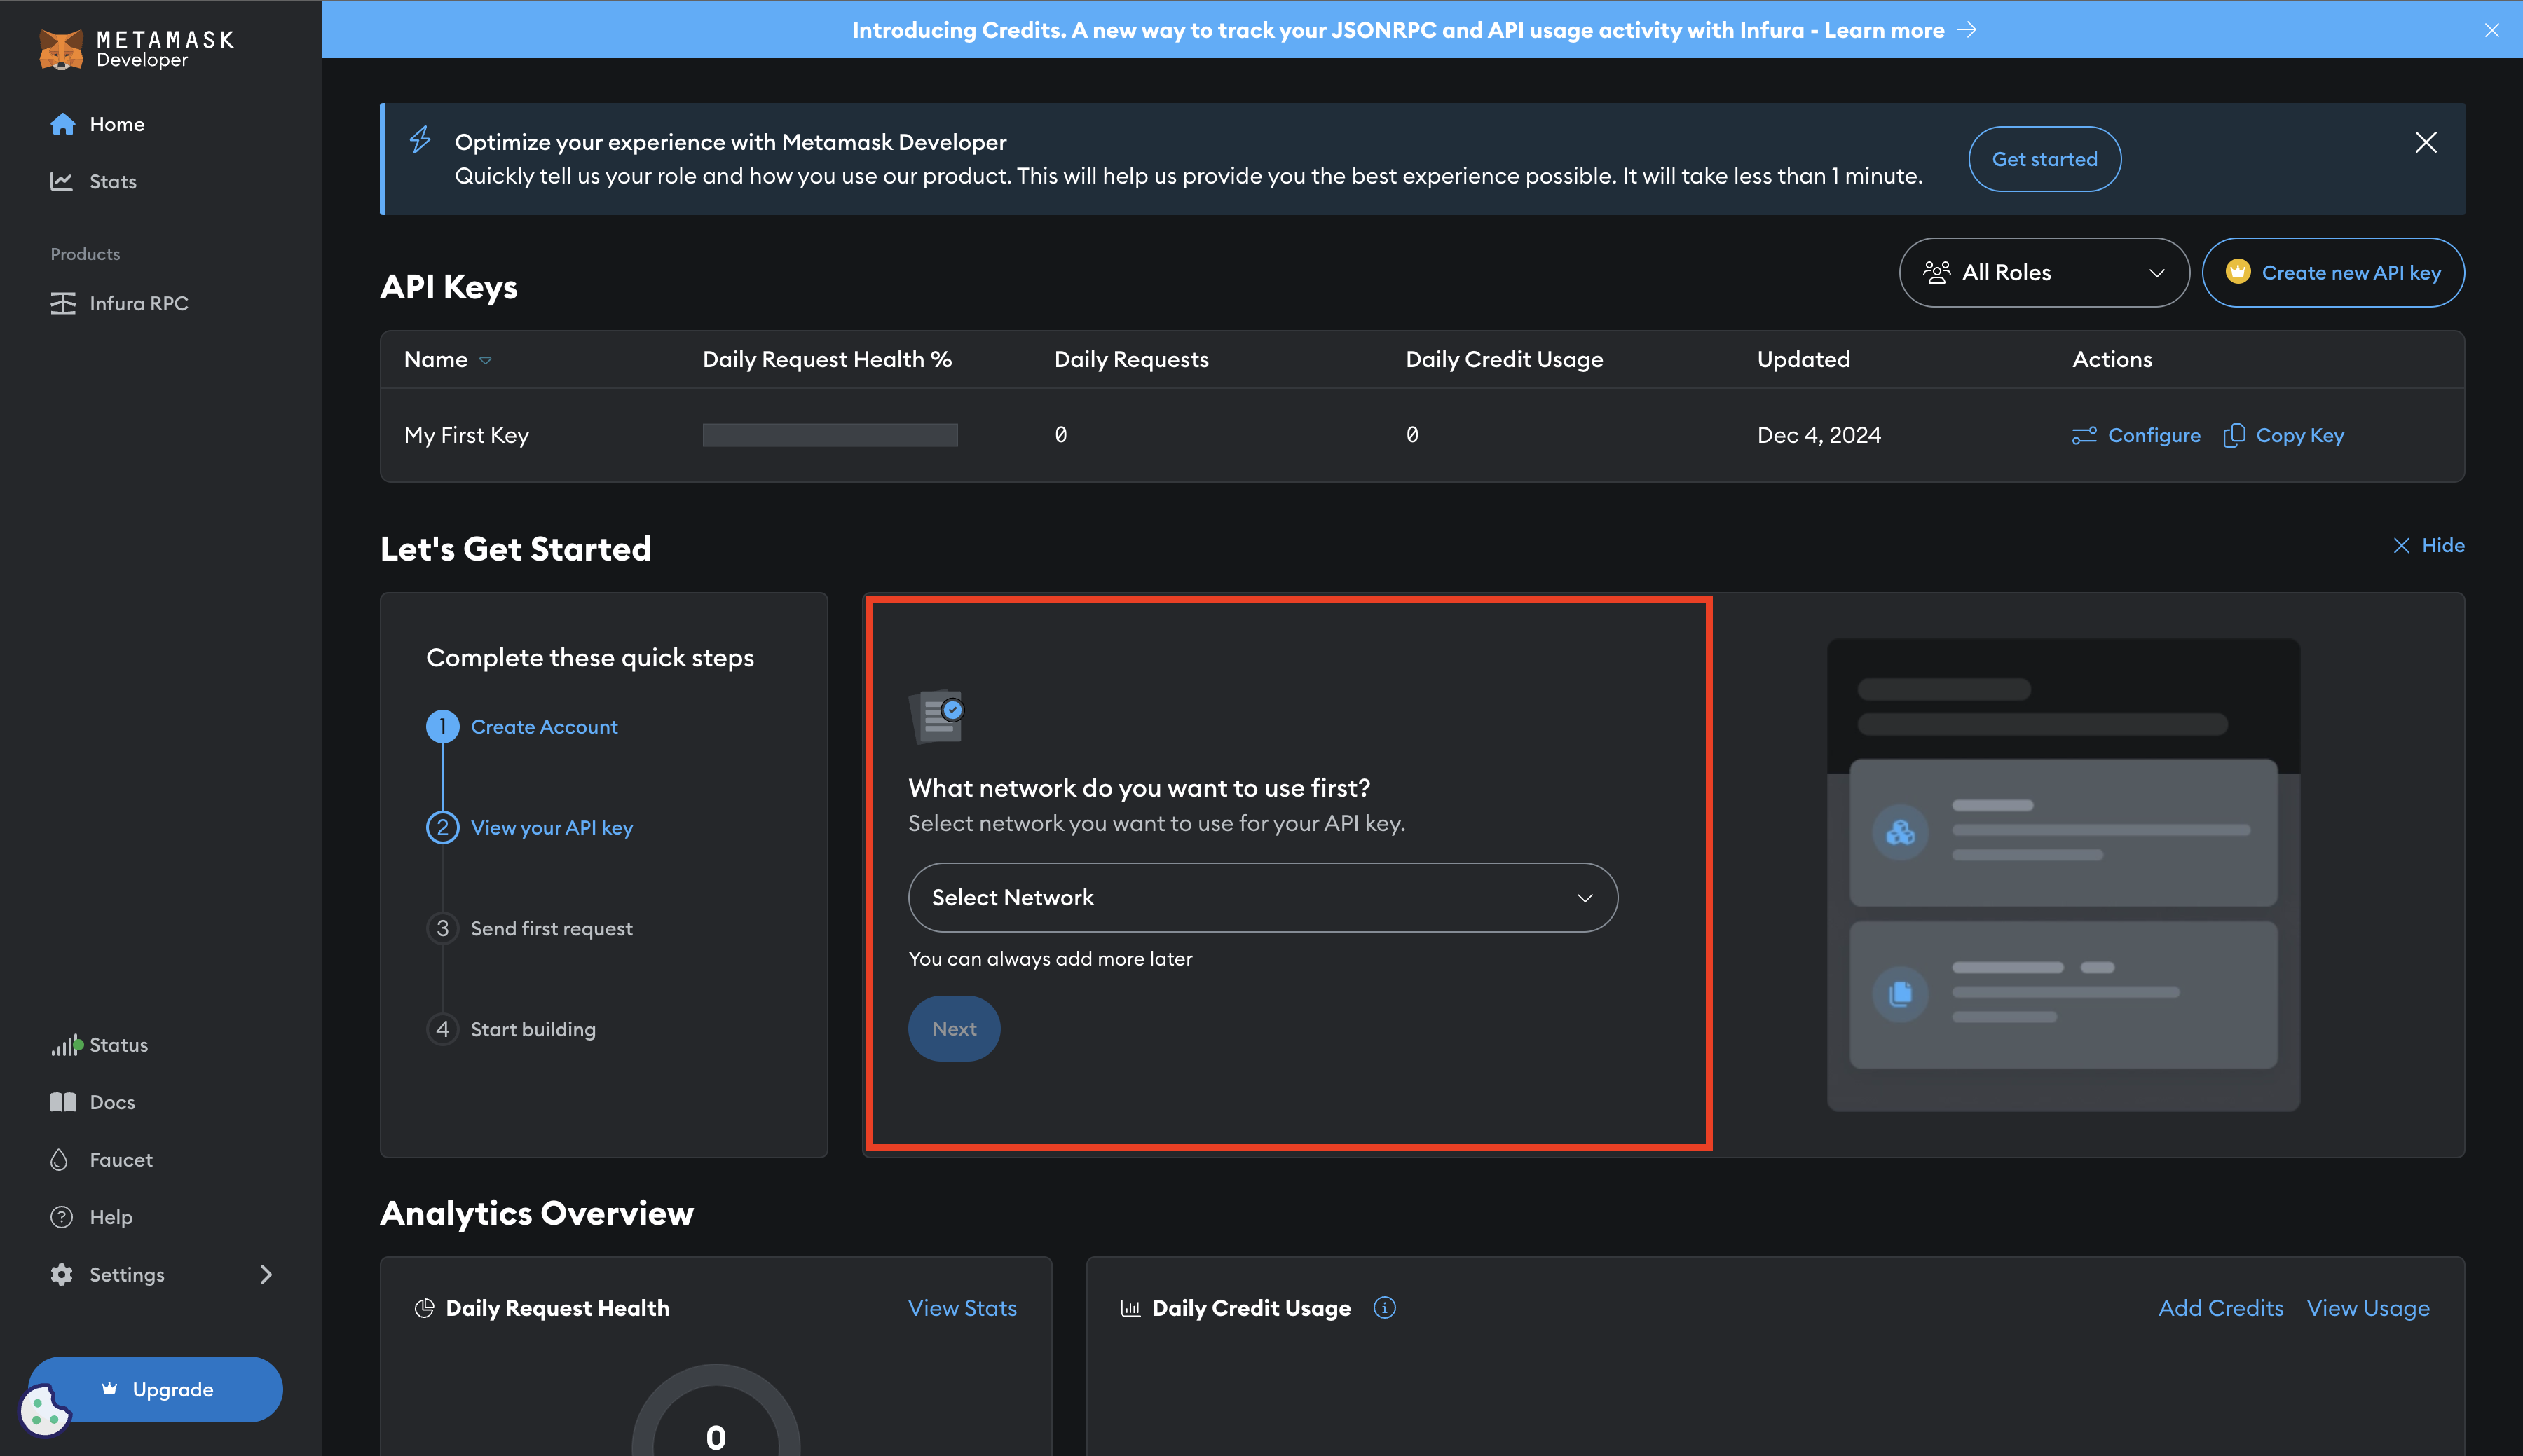 METAMASK
Developer
Introducing Credits. A new way to track your JSONRPC and API usage activity with Infura - Learn more
Home
Stats
Products
Infura RPC
Optimize your experience with Metamask Developer
Quickly tell us your role and how you use our product. This will help us provide you the best experience possible. It will take less than 1 minute.
Get started
API Keys
All Roles
Create new API key
Name Daily Request Health % Daily Requests Daily Credit Usage Updated Actions
My First Key 0 0 Dec 4, 2024 Configure Copy Key
Let's Get Started
Hide
Complete these quick steps
1 Create Account
2 View your API key
3 Send first request
4 Start building
What network do you want to use first?
Select network you want to use for your API key.
Select Network
You can always add more later
Next
Status
Docs
Faucet
? Help
Settings
Upgrade
Analytics Overview
Daily Request Health View Stats
0
Daily Credit Usage i Add Credits View Usage